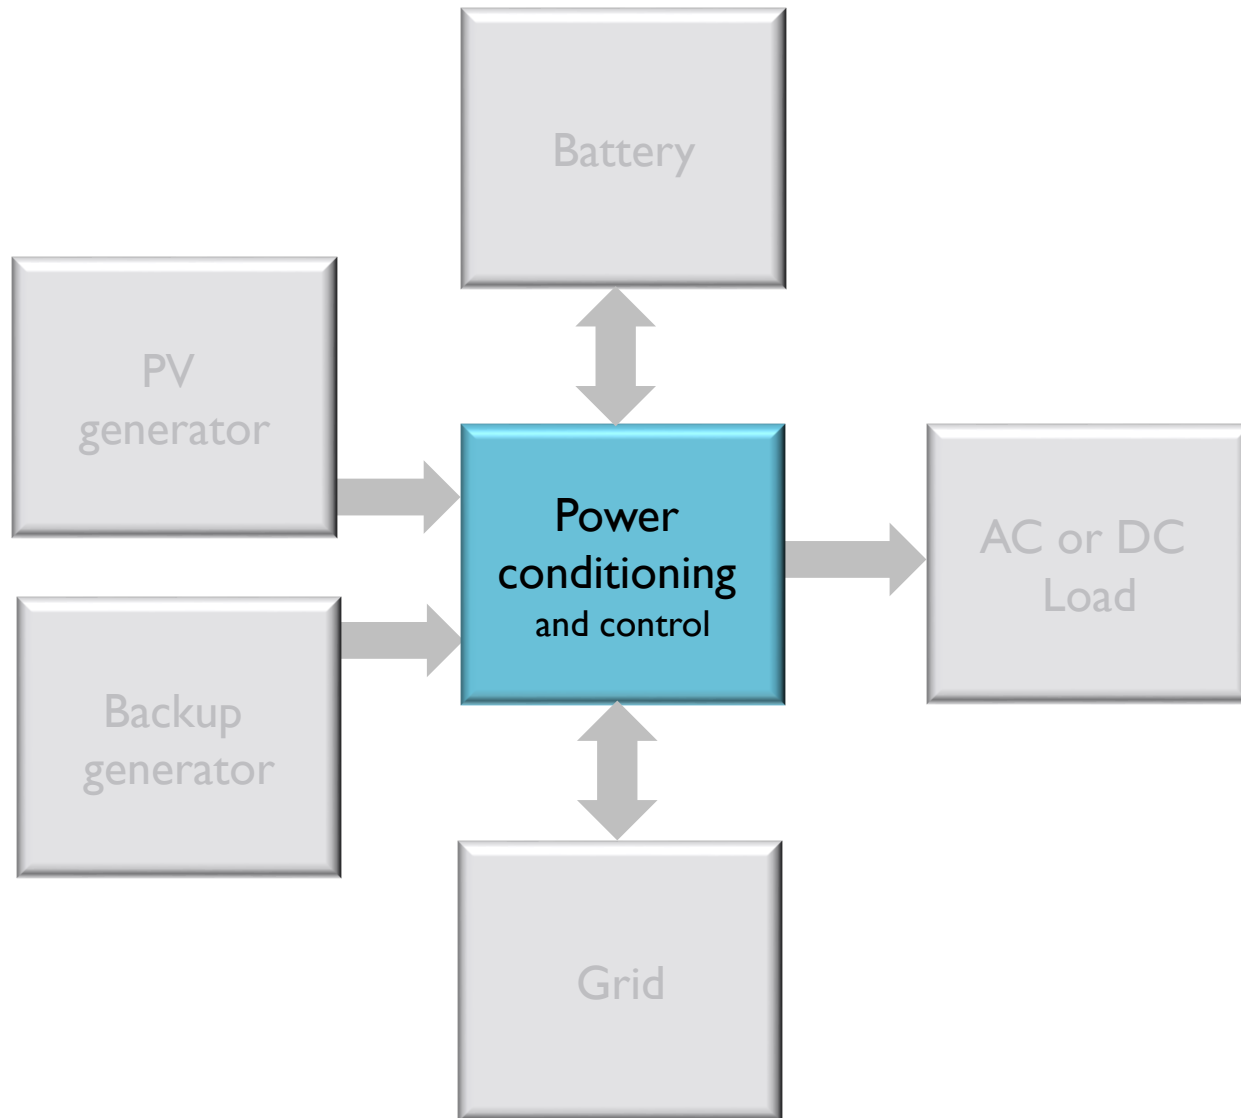 Battery
PV
generator
Power
conditioning
and control
AC or DC
Load
Backup
generator
Grid